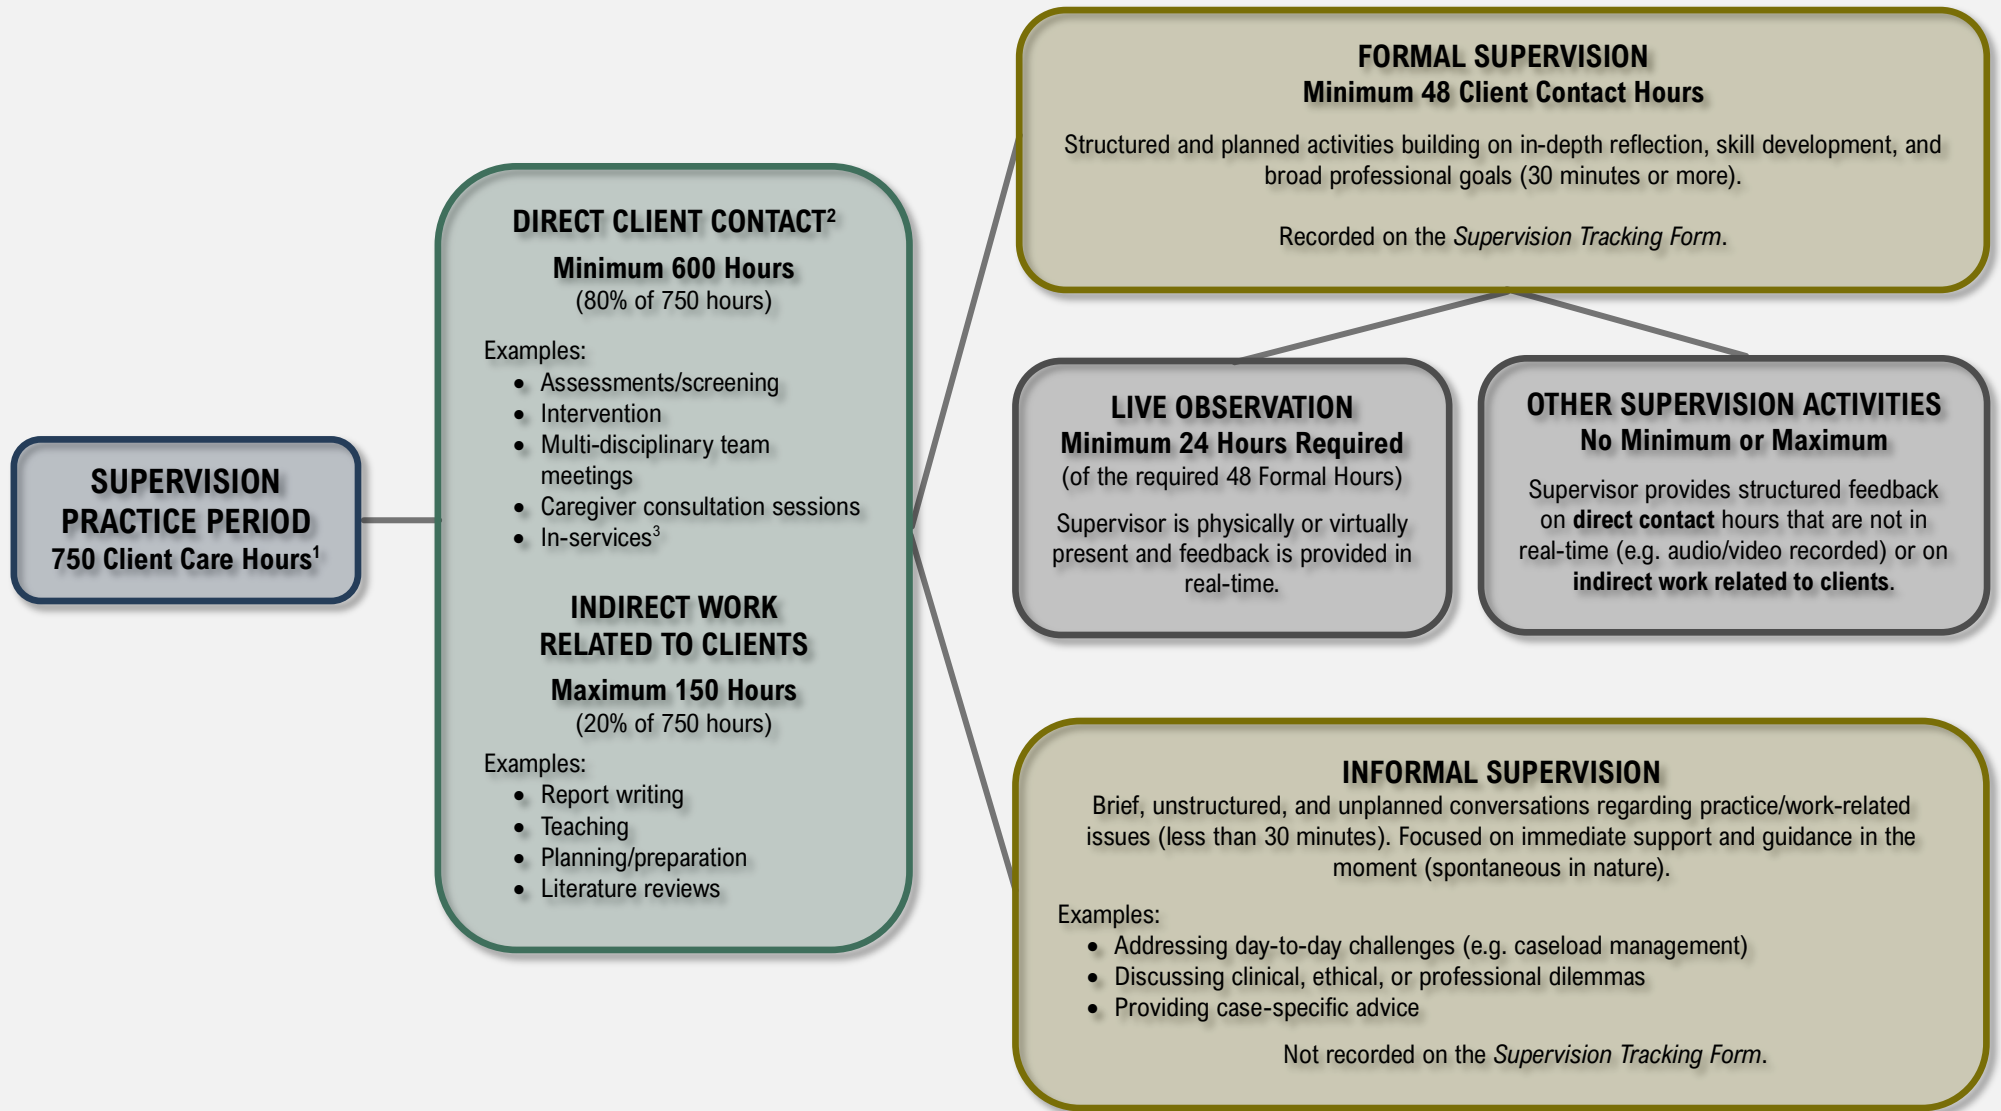 SUPERVISION
PRACTICE PERIOD
750 Client Care Hours¹
DIRECT CLIENT CONTACT²
Minimum 600 Hours
(80% of 750 hours)
Examples:
• Assessments/screening
• Intervention
• Multi-disciplinary team
meetings
• Caregiver consultation sessions
• In-services³
INDIRECT WORK
RELATED TO CLIENTS
Maximum 150 Hours
(20% of 750 hours)
Examples:
• Report writing
• Teaching
• Planning/preparation
• Literature reviews
FORMAL SUPERVISION
Minimum 48 Client Contact Hours
Structured and planned activities building on in-depth reflection, skill development, and
broad professional goals (30 minutes or more).
Recorded on the Supervision Tracking Form.
LIVE OBSERVATION
Minimum 24 Hours Required
(of the required 48 Formal Hours)
Supervisor is physically or virtually
present and feedback is provided in
real-time.
OTHER SUPERVISION ACTIVITIES
No Minimum or Maximum
Supervisor provides structured feedback
on direct contact hours that are not in
real-time (e.g. audio/video recorded) or on
indirect work related to clients.
INFORMAL SUPERVISION
Brief, unstructured, and unplanned conversations regarding practice/work-related
issues (less than 30 minutes). Focused on immediate support and guidance in the
moment (spontaneous in nature).
Examples:
• Addressing day-to-day challenges (e.g. caseload management)
• Discussing clinical, ethical, or professional dilemmas
• Providing case-specific advice
Not recorded on the Supervision Tracking Form.